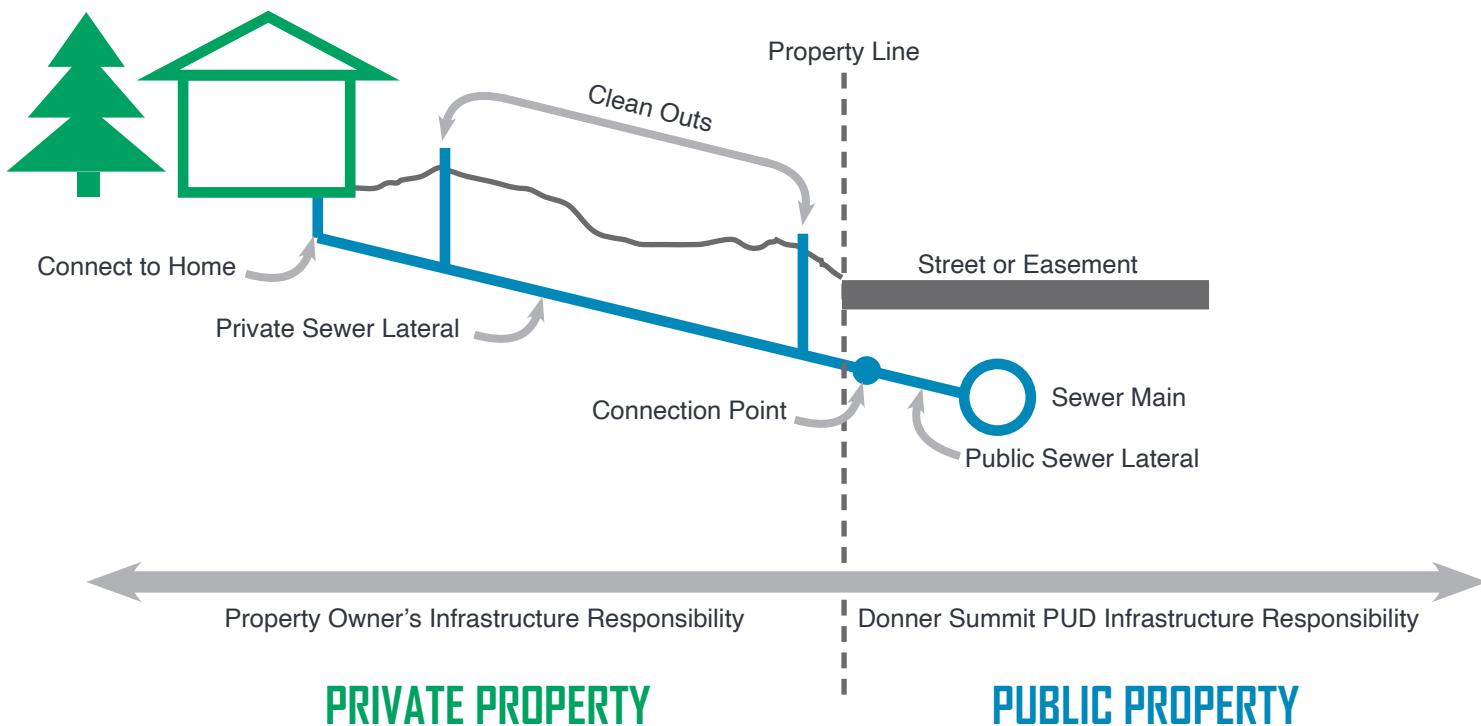 Property Line
Clean Outs
Connect to Home
Street or Easement
Private Sewer Lateral
Connection Point
Sewer Main
Public Sewer Lateral
Property Owner’s Infrastructure Responsibility
Donner Summit PUD Infrastructure Responsibility
PRIVATE PROPERTY
PUBLIC PROPERTY